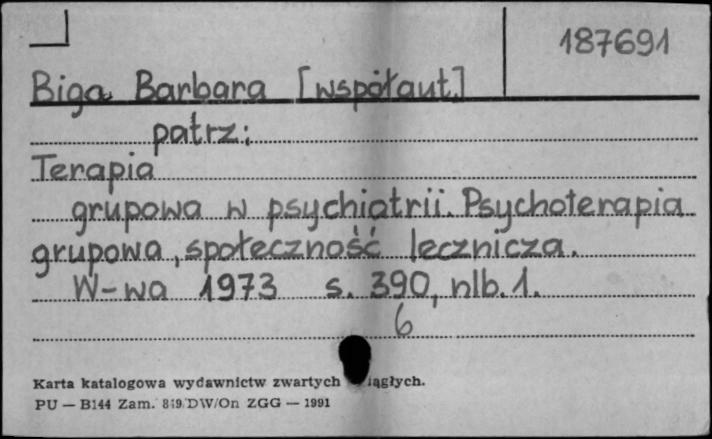 187691
Biga Barbara [współaut.]
patrz:
Terapia
grupowa w psychiatrii. Psychoterapia
grupowa, społeczność lecznicza.
W-wa 1973 s. 390, nlb. 1.
6
Karta katalogowa wydawnictw zwartych iągłych.
PU — B144 Zam. 819/DW/On ZGG — 1991